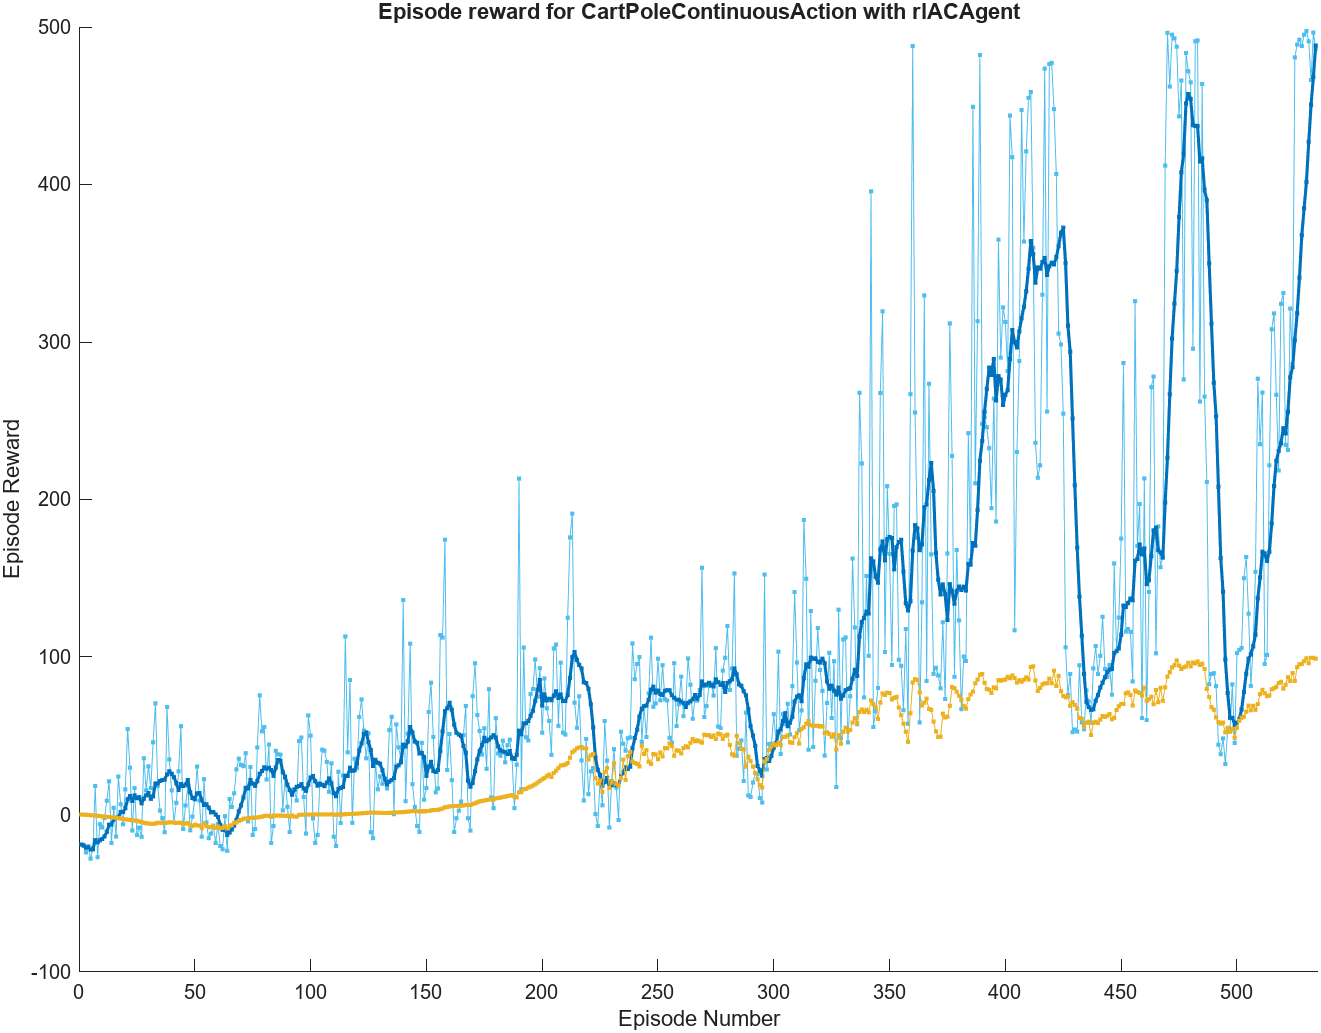 Episode reward for CartPoleContinuousAction with rlACAgent
Episode Reward
500
400
300
200
100
0
-100
0 50 100 150 200 250 300 350 400 450 500
Episode Number